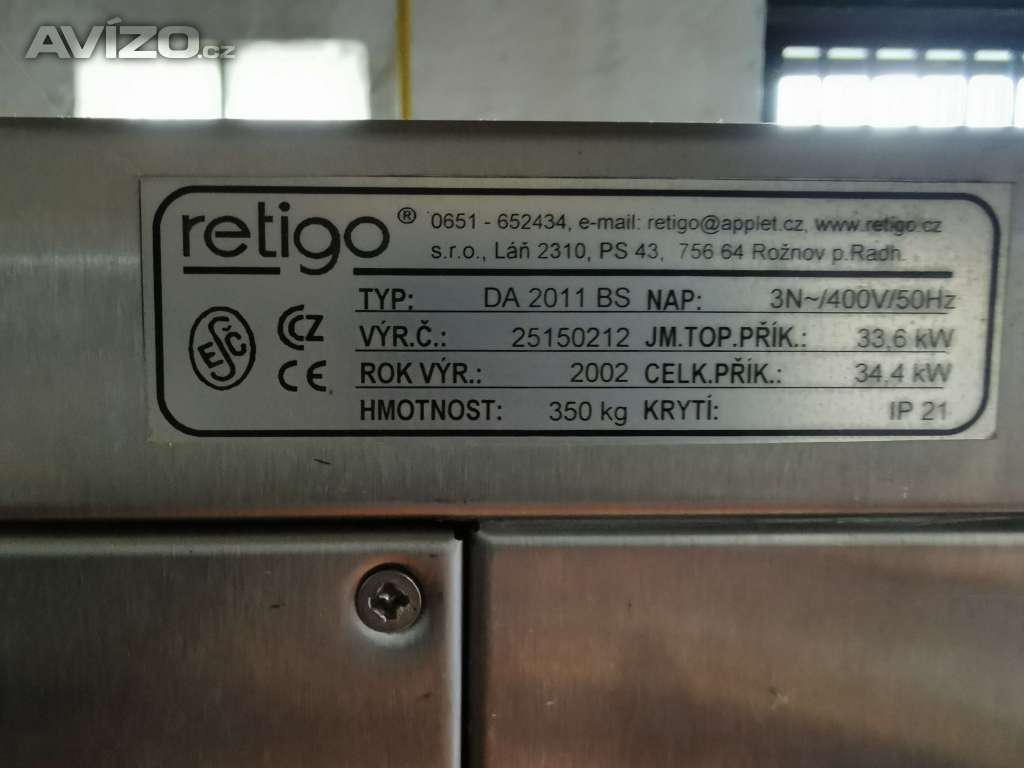 AVÍZO.cz
retigo® 0651 - 652434, e-mail: retigo@applet.cz, www.retigo.cz
s.r.o., Láň 2310, PS 43, 756 64 Rožnov p.Radh.
TYP: DA 2011 BS NAP: 3N~/400V/50Hz
VÝR.Č.: 25150212 JM.TOP.PŘÍK.: 33,6 kW
ROK VÝR.: 2002 CELK.PŘÍK.: 34,4 kW
HMOTNOST: 350 kg KRYTÍ: IP 21
ESČ
CCZ
CE